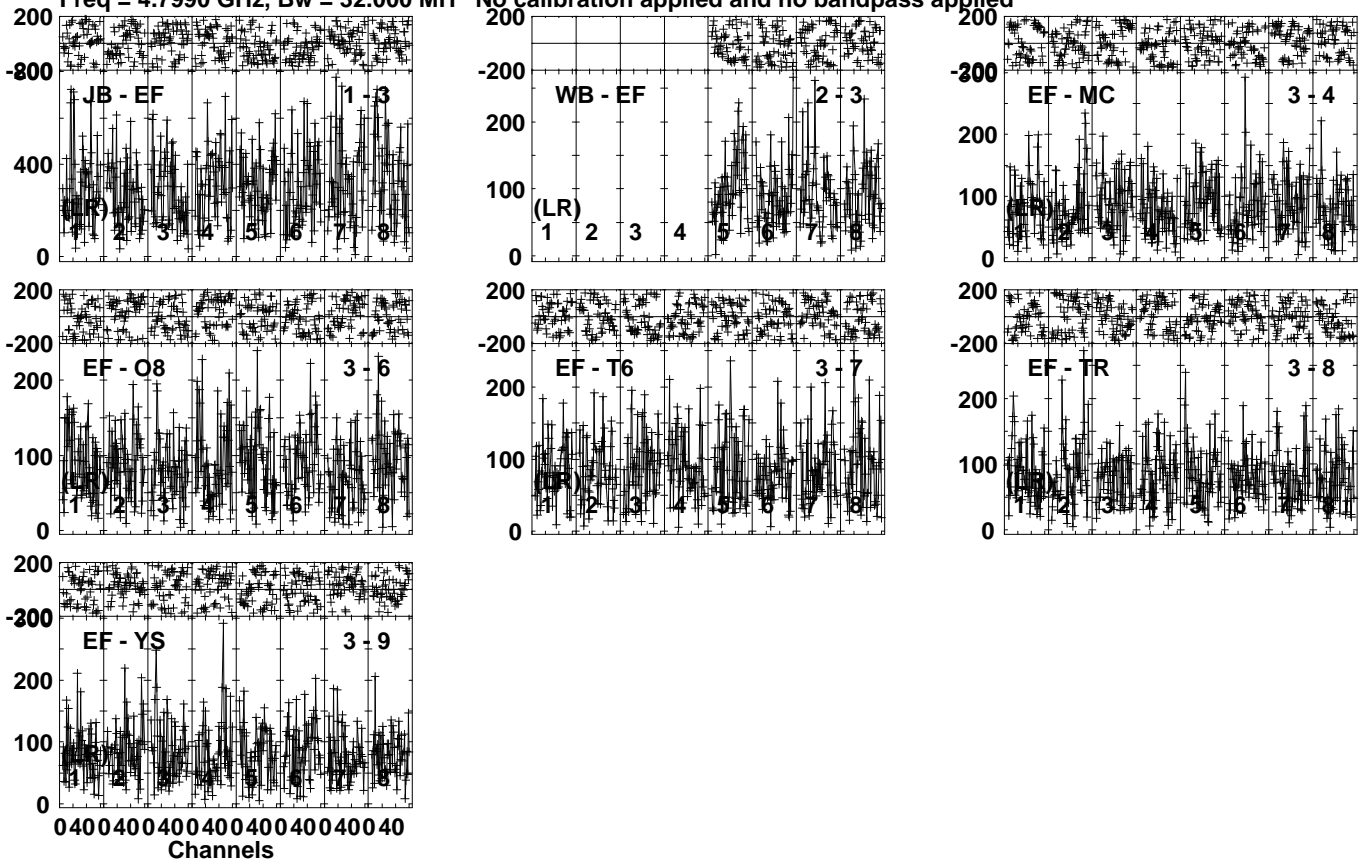 Freq = 4.7990 GHz, Bw = 32.000 MH No calibration applied and no bandpass applied
200 200 200
-200 -200
JB - EF 1 - 3 WB - EF 2 - 3 EF - MC 3 - 4
200 200
400
100 100
(LR) (LR) (LR)
1 2 3 4 5 6 7 8 1 2 3 4 5 6 7 8 1 2 3 4 5 6 7 8
0 0 0
200 200 200
-200 -200 -200
EF - O8 3 - 6 EF - T6 3 - 7 EF - TR 3 - 8
200 200 200
100 100 100
(LR) (LR) (LR)
1 2 3 4 5 6 7 8 1 2 3 4 5 6 7 8 1 2 3 4 5 6 7 8
0 0 0
200
EF - YS 3 - 9
200
100
(LR)
1 2 3 4 5 6 7 8
0
0 40 0 40 0 40 0 40 0 40 0 40 0 40 0 40
Channels